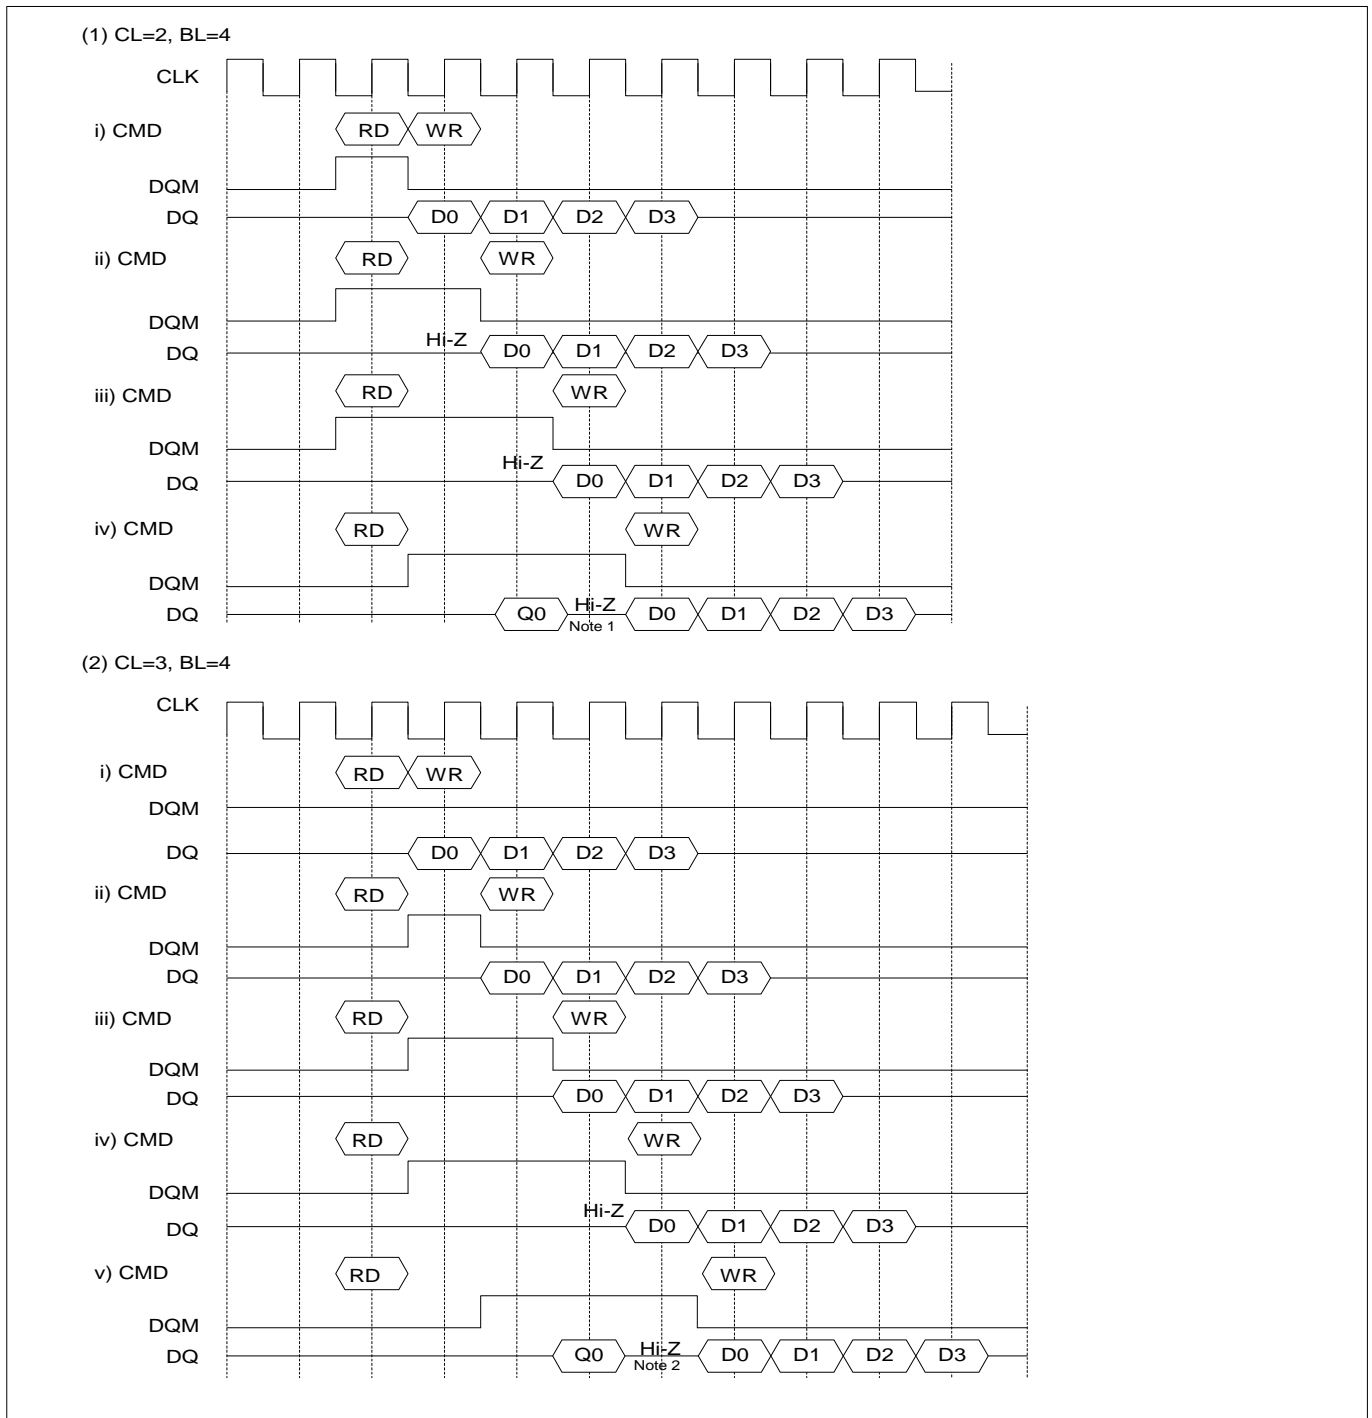 (1) CL=2, BL=4
CLK
i) CMD RD WR
DQM
DQ D0 D1 D2 D3
ii) CMD RD WR
DQM
Hi-Z
DQ D0 D1 D2 D3
iii) CMD RD WR
DQM
Hi-Z
DQ D0 D1 D2 D3
iv) CMD RD WR
DQM
DQ Q0 Hi-Z D0 D1 D2 D3
Note 1
(2) CL=3, BL=4
CLK
i) CMD RD WR
DQM
DQ D0 D1 D2 D3
ii) CMD RD WR
DQM
DQ D0 D1 D2 D3
iii) CMD RD WR
DQM
DQ D0 D1 D2 D3
iv) CMD RD WR
DQM
Hi-Z
DQ D0 D1 D2 D3
v) CMD RD WR
DQM
DQ Q0 Hi-Z D0 D1 D2 D3
Note 2